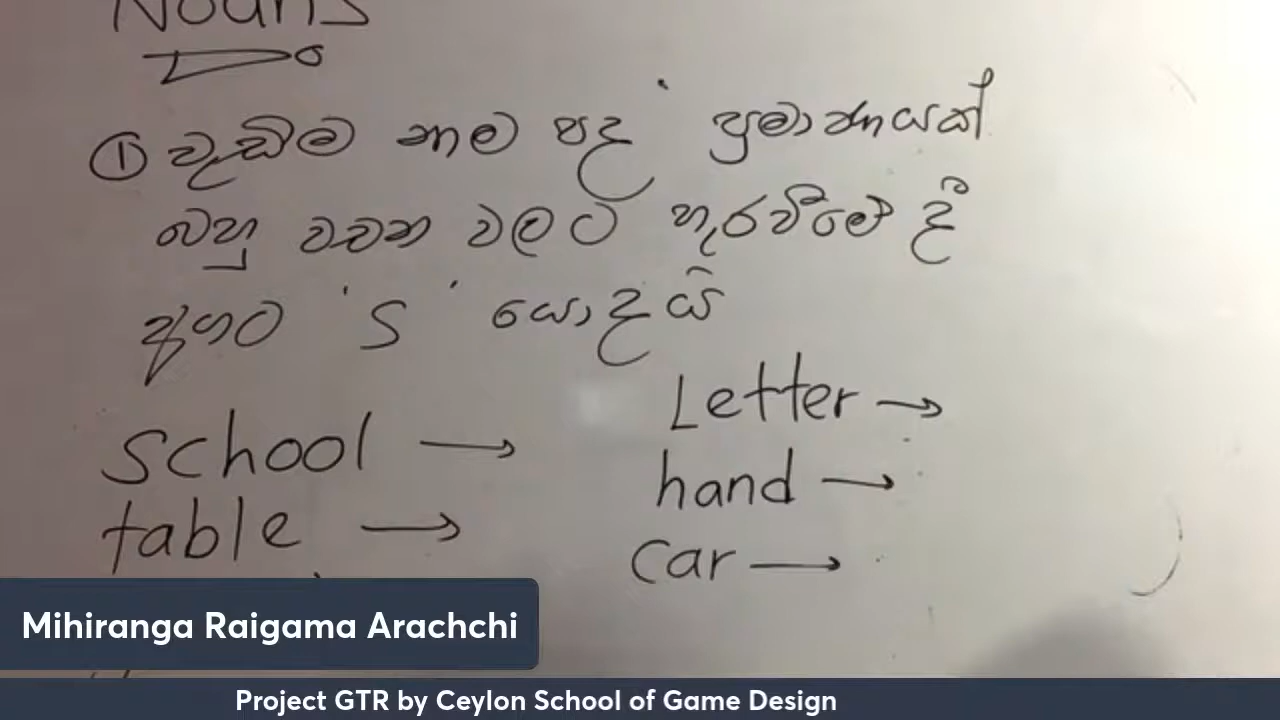 Nouns
① වැඩිම නාම පද ප්‍රමාණයක්
බහු වචන වලට හැරවීමේ දී
අගට 'S' යොදයි
School →
table →
Letter →
hand →
car →
Mihiranga Raigama Arachchi
Project GTR by Ceylon School of Game Design